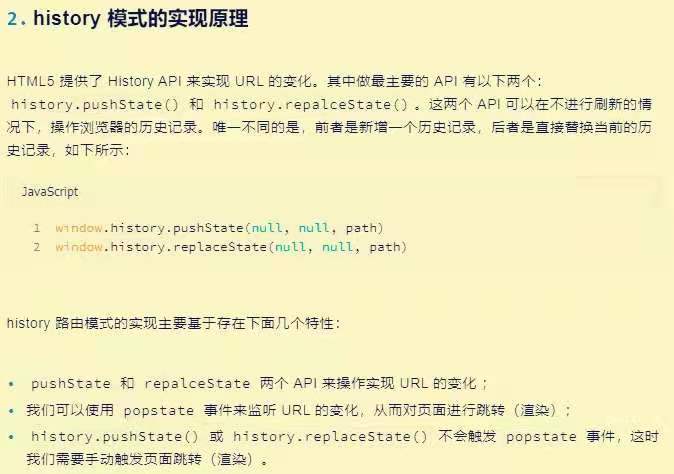 2. history 模式的实现原理
HTML5 提供了 History API 来实现 URL 的变化。其中做最主要的 API 有以下两个：
history.pushState() 和 history.repalceState()。这两个 API 可以在不进行刷新的情
况下，操作浏览器的历史记录。唯一不同的是，前者是新增一个历史记录，后者是直接替换当前的历
史记录，如下所示：
JavaScript
1 window.history.pushState(null, null, path)
2 window.history.replaceState(null, null, path)
history 路由模式的实现主要基于存在下面几个特性：
• pushState 和 repalceState 两个 API 来操作实现 URL 的变化 ；
• 我们可以使用 popstate 事件来监听 URL 的变化，从而对页面进行跳转（渲染）；
• history.pushState() 或 history.replaceState() 不会触发 popstate 事件，这时
我们需要手动触发页面跳转（渲染）。